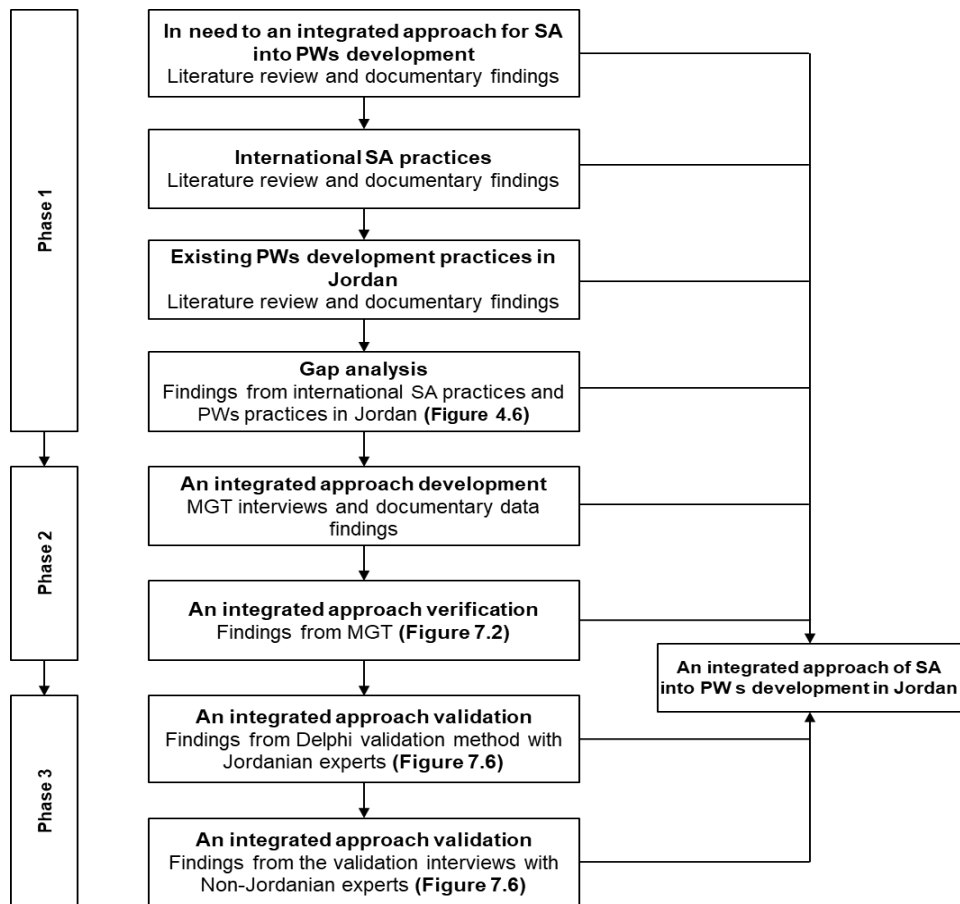 Phase 1
In need to an integrated approach for SA
into PWs development
Literature review and documentary findings
International SA practices
Literature review and documentary findings
Existing PWs development practices in
Jordan
Literature review and documentary findings
Gap analysis
Findings from international SA practices and
PWs practices in Jordan (Figure 4.6)
Phase 2
An integrated approach development
MGT interviews and documentary data
findings
An integrated approach verification
Findings from MGT (Figure 7.2)
An integrated approach of SA
into PWs development in Jordan
Phase 3
An integrated approach validation
Findings from Delphi validation method with
Jordanian experts (Figure 7.6)
An integrated approach validation
Findings from the validation interviews with
Non-Jordanian experts (Figure 7.6)